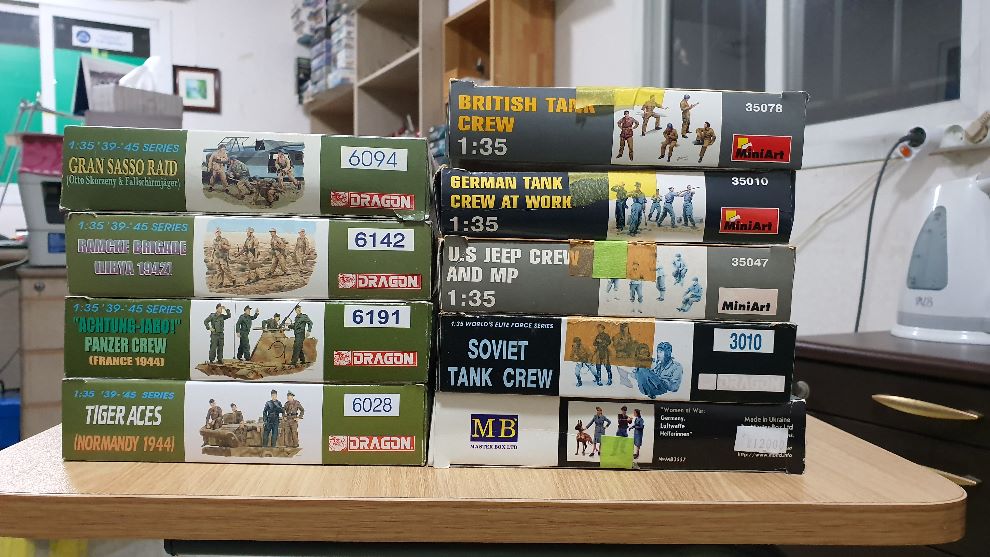 1:35 '39-'45 SERIES
GRAN SASSO RAID
(Otto Skorzeny & Fallschirmjäger)
6094
DRAGON
1:35 '39-'45 SERIES
RAMCKE BRIGADE
(LIBYA 1942)
6142
DRAGON
1:35 '39-'45 SERIES
"ACHTUNG-JABO!"
PANZER CREW
(FRANCE 1944)
6191
DRAGON
1:35 '39-'45 SERIES
TIGER ACES
(NORMANDY 1944)
6028
DRAGON
BRITISH TANK
CREW
1:35
35078
MiniArt
GERMAN TANK
CREW AT WORK
1:35
35010
MiniArt
U.S JEEP CREW
AND MP
1:35
35047
MiniArt
1:35 WORLD'S ELITE FORCE SERIES
SOVIET
TANK CREW
3010
DRAGON
MB
MASTER BOX LTD
"Women at War:
Germany,
Luftwaffe
Helferinnen"
Made in Ukraine
12000